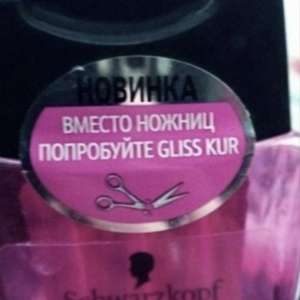 НОВИНКА
ВМЕСТО НОЖНИЦ
ПОПРОБУЙТЕ GLISS KUR
Schwarzkopf